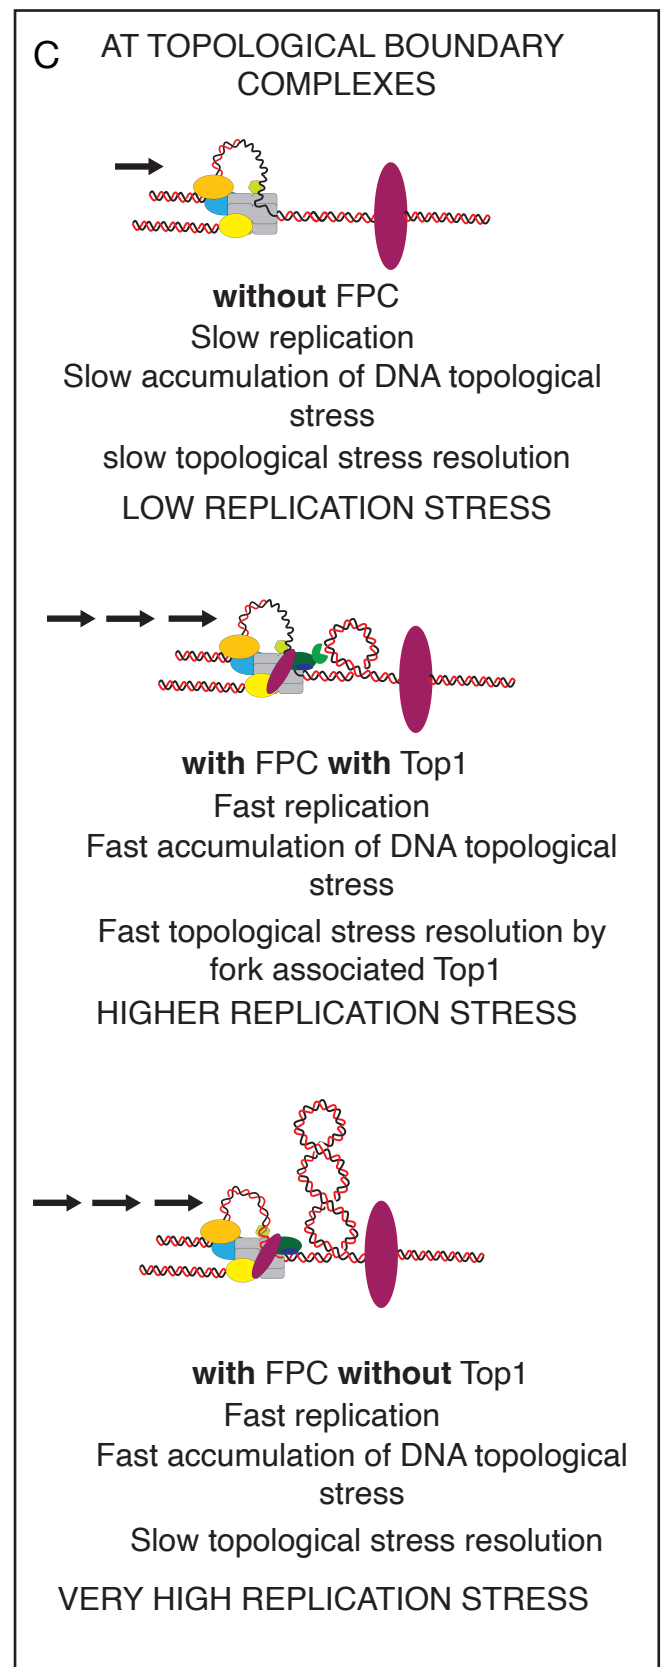 C
AT TOPOLOGICAL BOUNDARY
COMPLEXES
without FPC
Slow replication
Slow accumulation of DNA topological
stress
slow topological stress resolution
LOW REPLICATION STRESS
with FPC with Top1
Fast replication
Fast accumulation of DNA topological
stress
Fast topological stress resolution by
fork associated Top1
HIGHER REPLICATION STRESS
with FPC without Top1
Fast replication
Fast accumulation of DNA topological
stress
Slow topological stress resolution
VERY HIGH REPLICATION STRESS